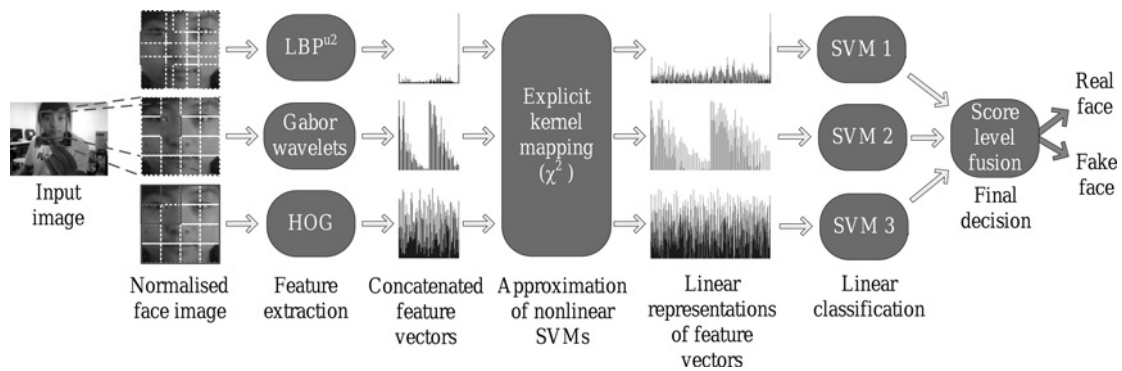 LBPu2
Gabor
wavelets
HOG
Explicit
kernel
mapping
(χ2)
SVM 1
SVM 2
SVM 3
Score
level
fusion
Real
face
Fake
face
Final
decision
Input
image
Normalised
face image
Feature
extraction
Concatenated
feature
vectors
Approximation
of nonlinear
SVMs
Linear
representations
of feature
vectors
Linear
classification